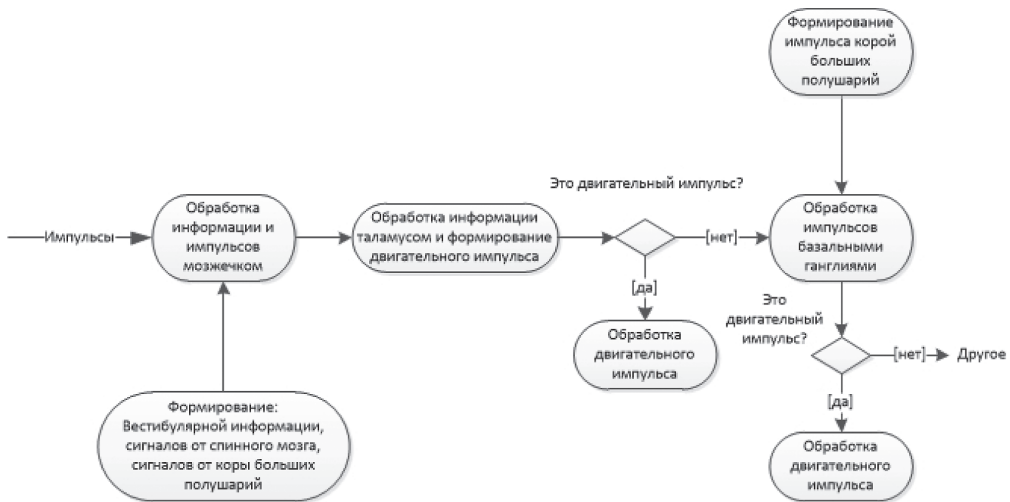 Формирование
импульса корой
больших
полушарий
Это двигательный импульс?
Импульсы
Обработка
информации и
импульсов
мозжечком
Обработка информации
таламусом и формирование
двигательного импульса
[нет]
Обработка
импульсов
базальными
ганглиями
[да]
Обработка
двигательного
импульса
Это
двигательный
импульс?
[нет]
Другое
[да]
Обработка
двигательного
импульса
Формирование:
Вестибулярной информации,
сигналов от спинного мозга,
сигналов от коры больших
полушарий